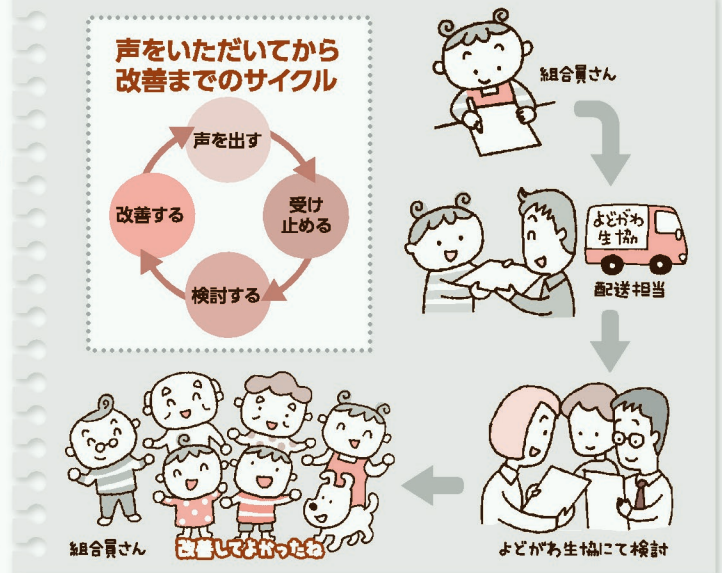 声をいただいてから
改善までのサイクル
声を出す
受け
止める
検討する
改善する
組合員さん
よどがわ
生協
配送担当
よどがわ生協にて検討
組合員さん
改善してよかったね